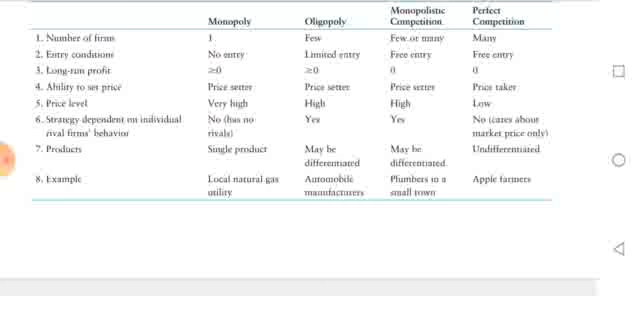 Monopolistic Perfect
Monopoly Oligopoly Competition Competition
1. Number of firms 1 Few Few or many Many
2. Entry conditions No entry Limited entry Free entry Free entry
3. Long-run profit ≥0 ≥0 0 0
4. Ability to set price Price setter Price setter Price setter Price taker
5. Price level Very high High High Low
6. Strategy dependent on individual No (has no Yes Yes No (cares about
rival firms' behavior rivals) market price only)
7. Products Single product May be May be Undifferentiated
differentiated differentiated
8. Example Local natural gas Automobile Plumbers in a Apple farmers
utility manufacturers small town